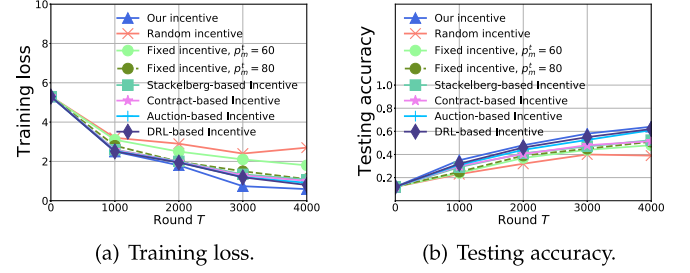 Training loss
10
8
6
4
2
0
0 1000 2000 3000 4000
Round T
Our incentive
Random incentive
Fixed incentive, p_m^t = 60
Fixed incentive, p_m^t = 80
Stackelberg-based Incentive
Contract-based Incentive
Auction-based Incentive
DRL-based Incentive
(a) Training loss.
Testing accuracy
1.0
0.8
0.6
0.4
0.2
0 1000 2000 3000 4000
Round T
Our incentive
Random incentive
Fixed incentive, p_m^t = 60
Fixed incentive, p_m^t = 80
Stackelberg-based Incentive
Contract-based Incentive
Auction-based Incentive
DRL-based Incentive
(b) Testing accuracy.